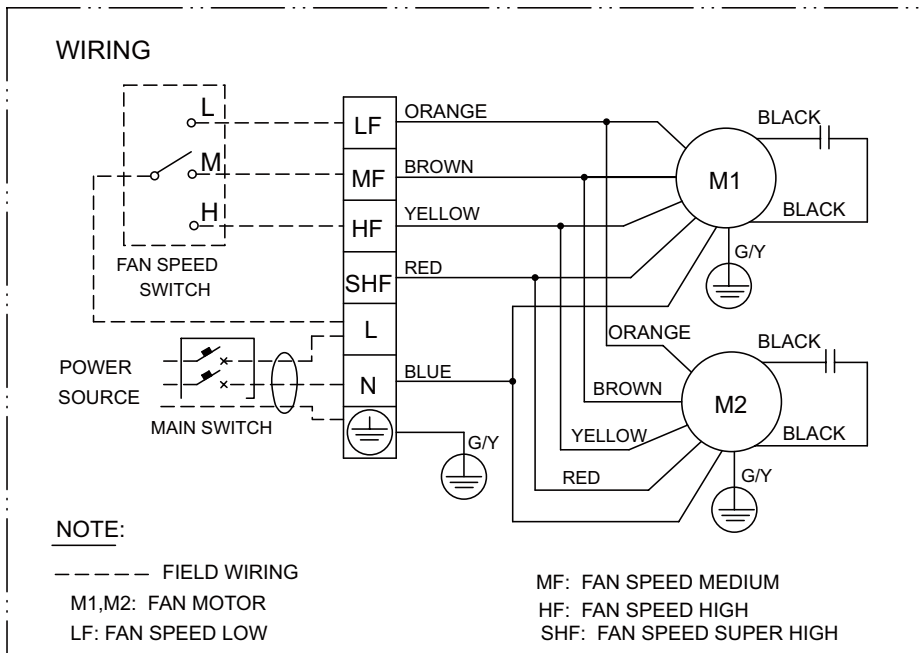 WIRING
L
M
H
FAN SPEED
SWITCH
POWER
SOURCE
MAIN SWITCH
LF
MF
HF
SHF
L
N
ORANGE
BROWN
YELLOW
RED
BLUE
G/Y
M1
BLACK
BLACK
G/Y
ORANGE
BROWN
YELLOW
RED
M2
BLACK
BLACK
G/Y
NOTE:
FIELD WIRING
M1,M2: FAN MOTOR
LF: FAN SPEED LOW
MF: FAN SPEED MEDIUM
HF: FAN SPEED HIGH
SHF: FAN SPEED SUPER HIGH